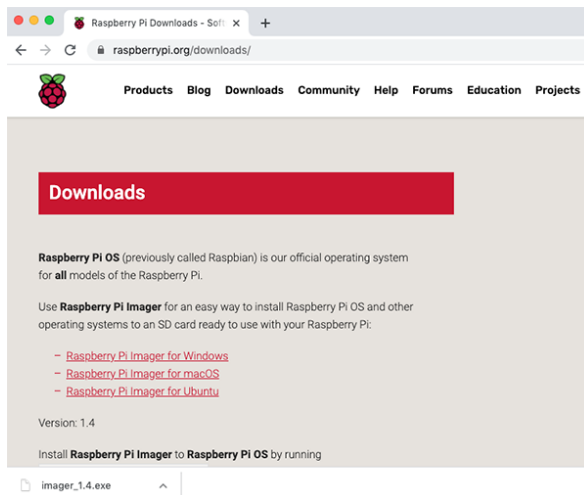 Raspberry Pi Downloads - Soft
raspberrypi.org/downloads/
Products Blog Downloads Community Help Forums Education Projects
Downloads
Raspberry Pi OS (previously called Raspbian) is our official operating system
for all models of the Raspberry Pi.
Use Raspberry Pi Imager for an easy way to install Raspberry Pi OS and other
operating systems to an SD card ready to use with your Raspberry Pi:
– Raspberry Pi Imager for Windows
– Raspberry Pi Imager for macOS
– Raspberry Pi Imager for Ubuntu
Version: 1.4
Install Raspberry Pi Imager to Raspberry Pi OS by running
imager_1.4.exe